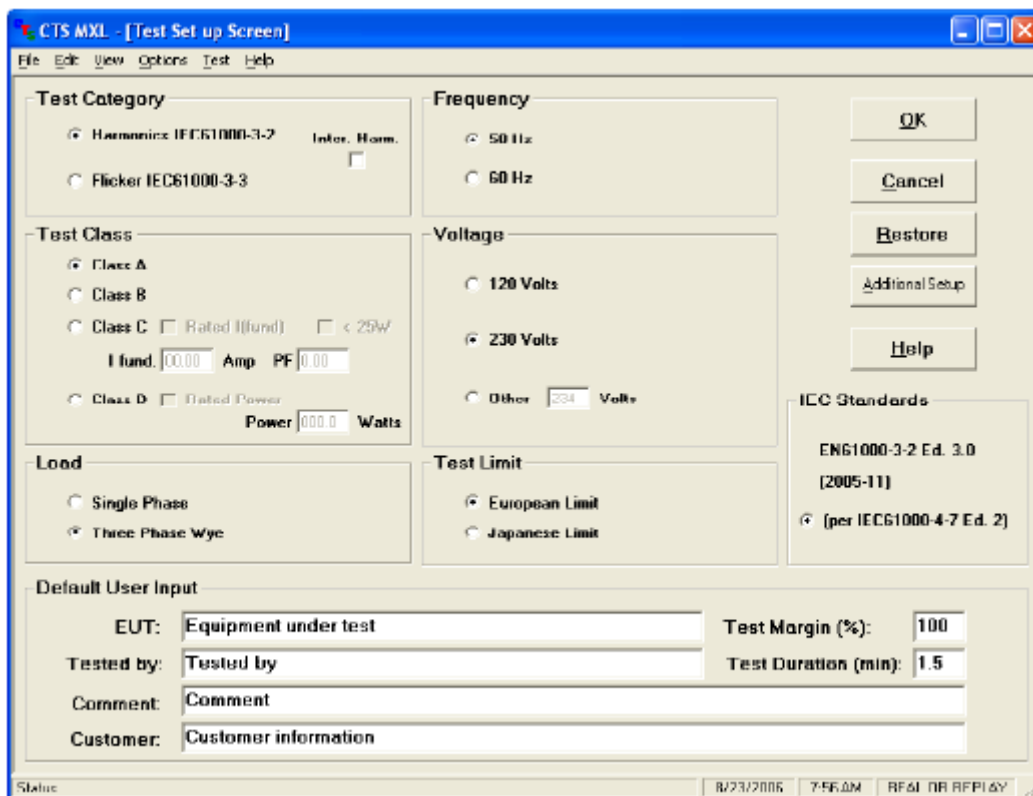 CTS MXL - [Test Set up Screen]
File Edit View Options Test Help
Test Category
Harmonics IEC61000-3-2
Inter. Harm.
Flicker IEC61000-3-3
Frequency
50 Hz
60 Hz
OK
Cancel
Restore
Additional Setup
Help
Test Class
Class A
Class B
Class C Rated I(fund) < 25W
I fund. 00.00 Amp PF 0.00
Class D Rated Power
Power 000.0 Watts
Voltage
120 Volts
230 Volts
Other 234 Volts
IEC Standards
EN61000-3-2 Ed. 3.0
(2005-11)
(per IEC61000-4-7 Ed. 2)
Load
Single Phase
Three Phase Wye
Test Limit
European Limit
Japanese Limit
Default User Input
EUT: Equipment under test
Test Margin (%): 100
Tested by: Tested by
Test Duration (min): 1.5
Comment: Comment
Customer: Customer information
Status 8/23/2006 7:56 AM REAL OR REPLAY